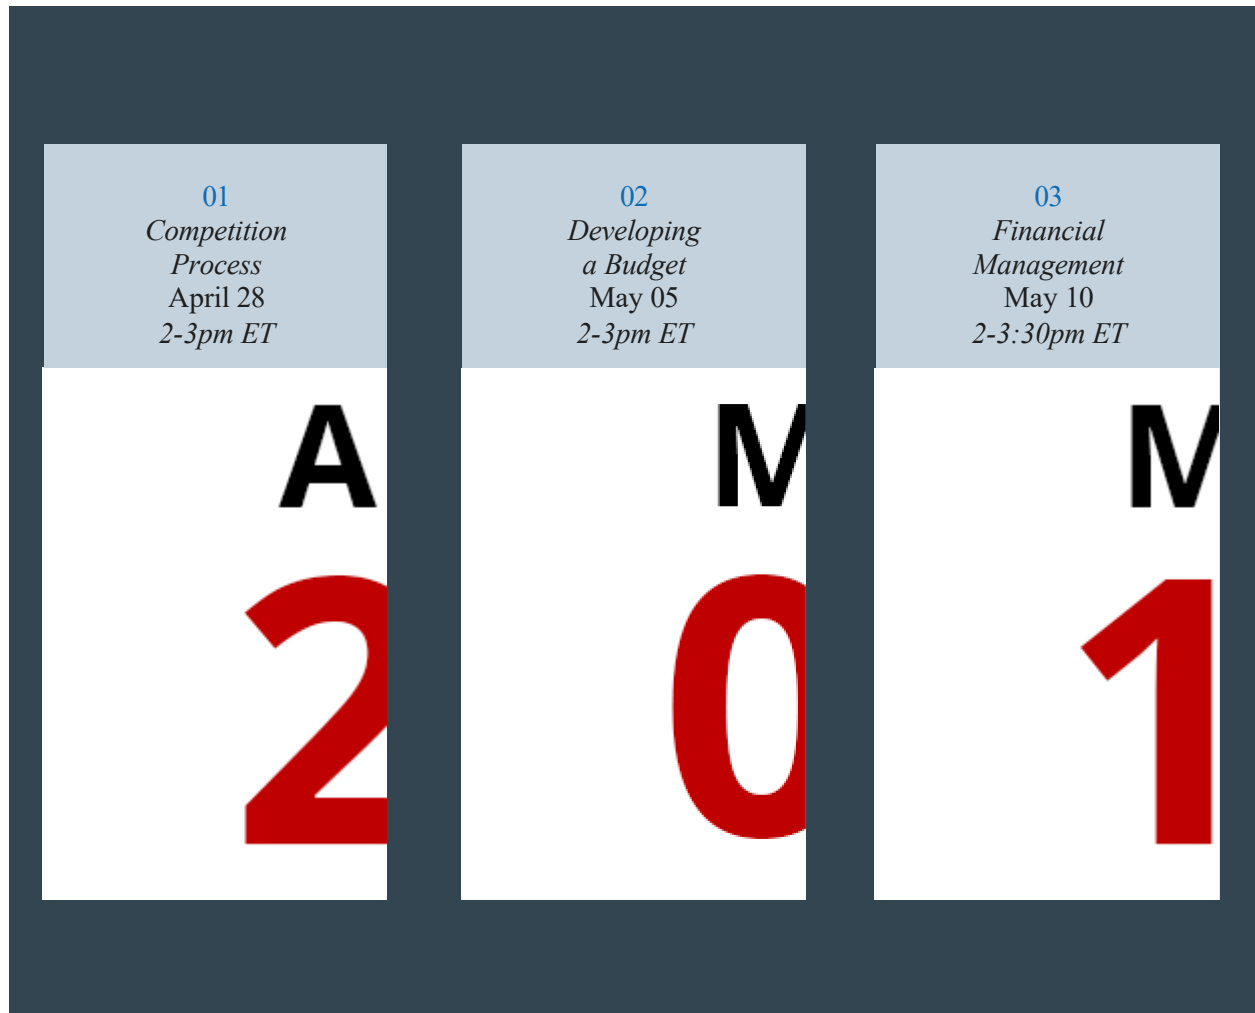 01
Competition
Process
April 28
2-3pm ET
A
2
02
Developing
a Budget
May 05
2-3pm ET
M
0
03
Financial
Management
May 10
2-3:30pm ET
M
1